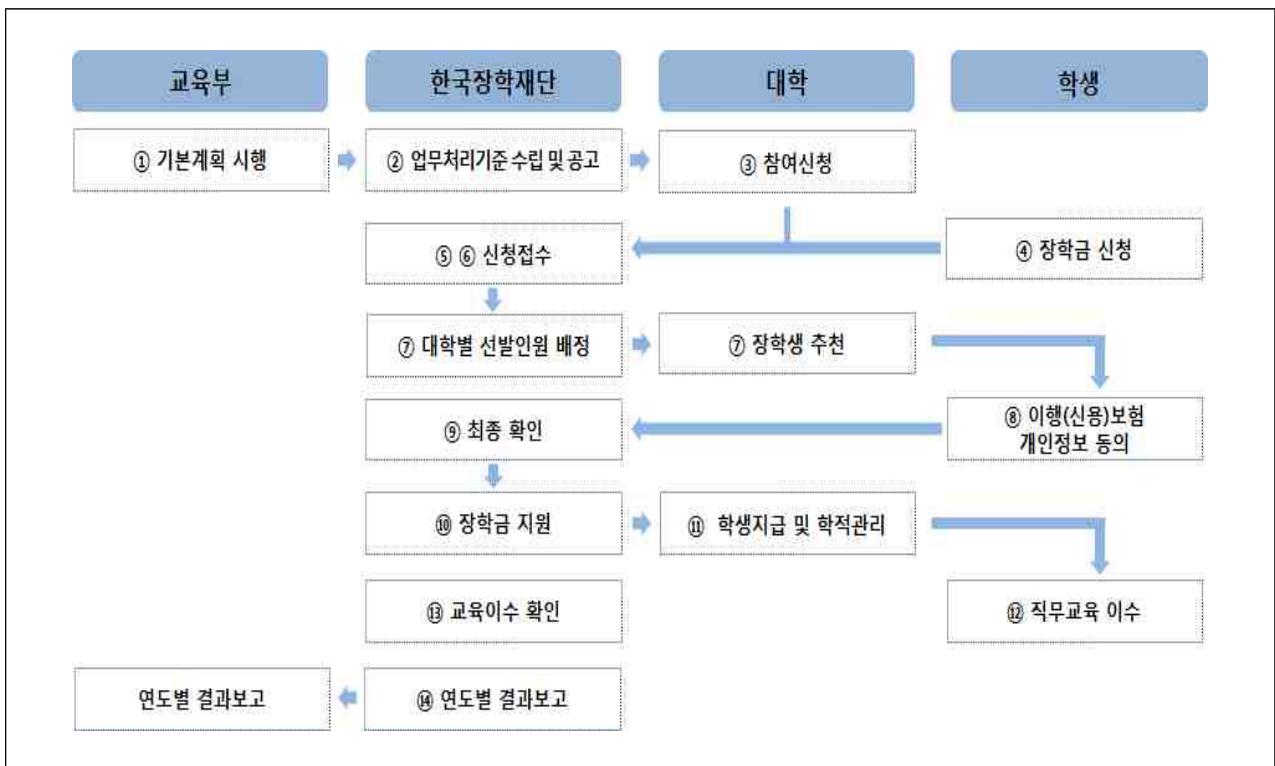 교육부
한국장학재단
대학
학생
① 기본계획 시행
② 업무처리기준 수립 및 공고
③ 참여신청
④ 장학금 신청
⑤ ⑥ 신청접수
⑦ 대학별 선발인원 배정
⑦ 장학생 추천
⑧ 이행(신용)보험
개인정보 동의
⑨ 최종 확인
⑩ 장학금 지원
⑪ 학생지급 및 학적관리
⑬ 교육이수 확인
⑫ 직무교육 이수
연도별 결과보고
⑭ 연도별 결과보고